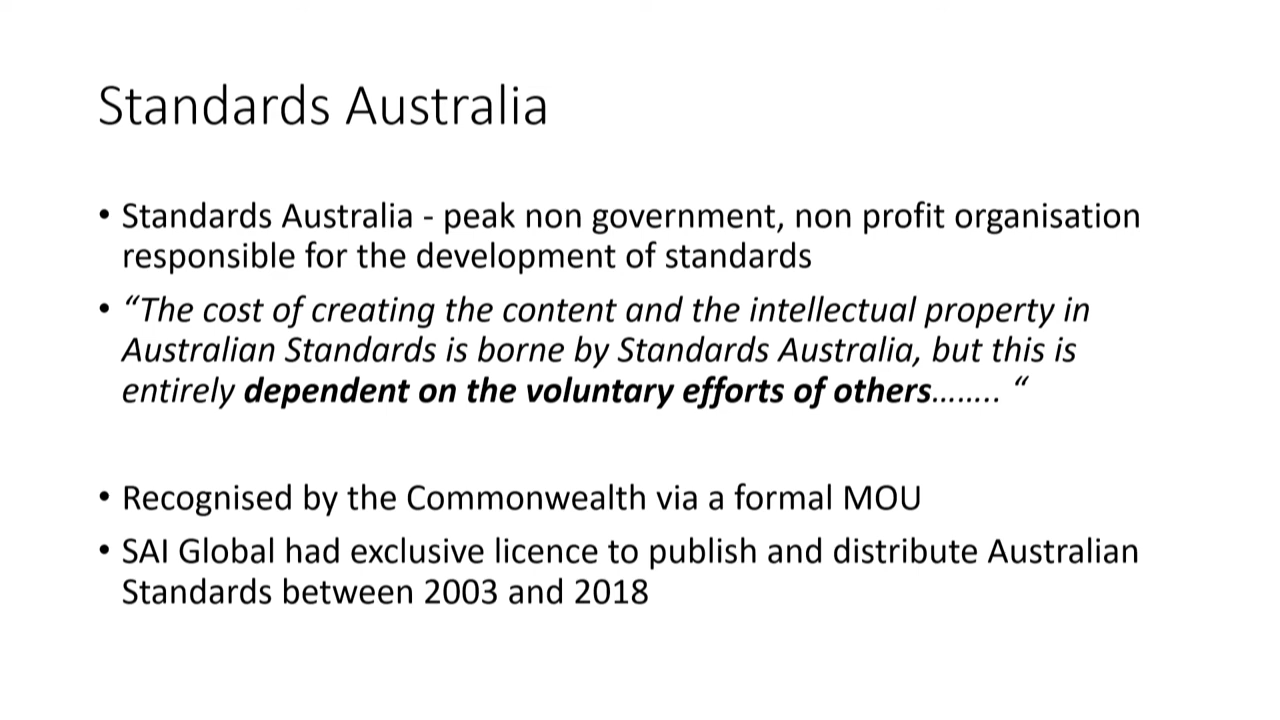 Standards Australia
• Standards Australia - peak non government, non profit organisation
responsible for the development of standards
• “The cost of creating the content and the intellectual property in
Australian Standards is borne by Standards Australia, but this is
entirely dependent on the voluntary efforts of others…….. “
• Recognised by the Commonwealth via a formal MOU
• SAI Global had exclusive licence to publish and distribute Australian
Standards between 2003 and 2018